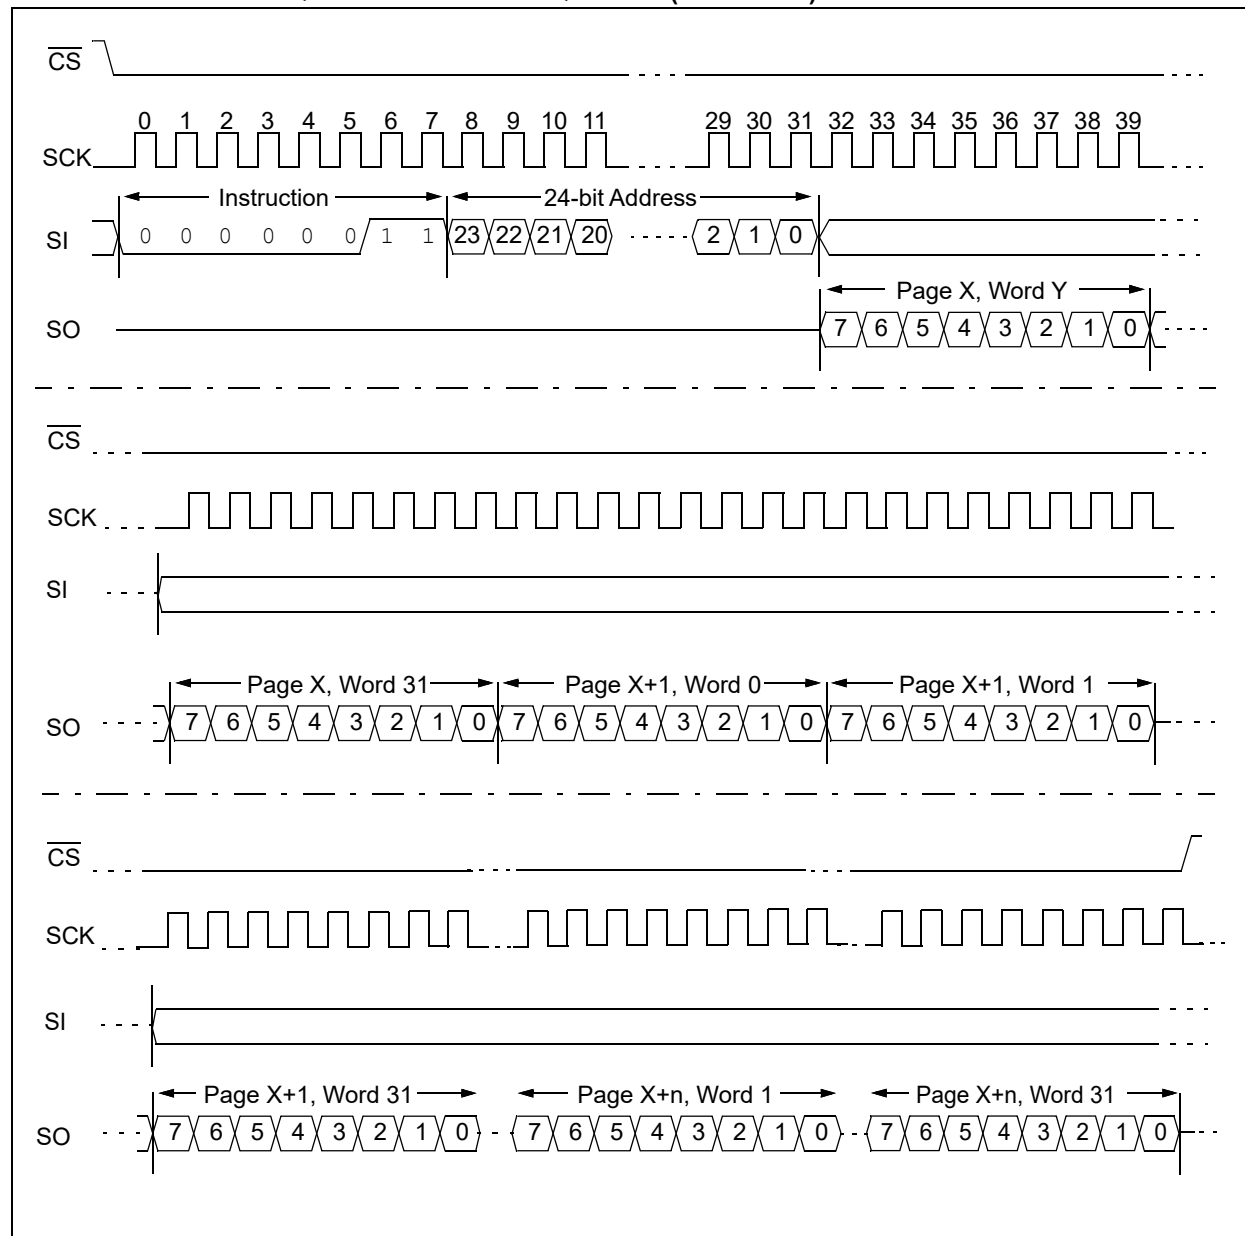 CS
0 1 2 3 4 5 6 7 8 9 10 11 29 30 31 32 33 34 35 36 37 38 39
SCK
Instruction 24-bit Address
SI 0 0 0 0 0 0 1 1 23 22 21 20 2 1 0
Page X, Word Y
SO 7 6 5 4 3 2 1 0
CS
SCK
SI
Page X, Word 31 Page X+1, Word 0 Page X+1, Word 1
SO 7 6 5 4 3 2 1 0 7 6 5 4 3 2 1 0 7 6 5 4 3 2 1 0
CS
SCK
SI
Page X+1, Word 31 Page X+n, Word 1 Page X+n, Word 31
SO 7 6 5 4 3 2 1 0 7 6 5 4 3 2 1 0 7 6 5 4 3 2 1 0